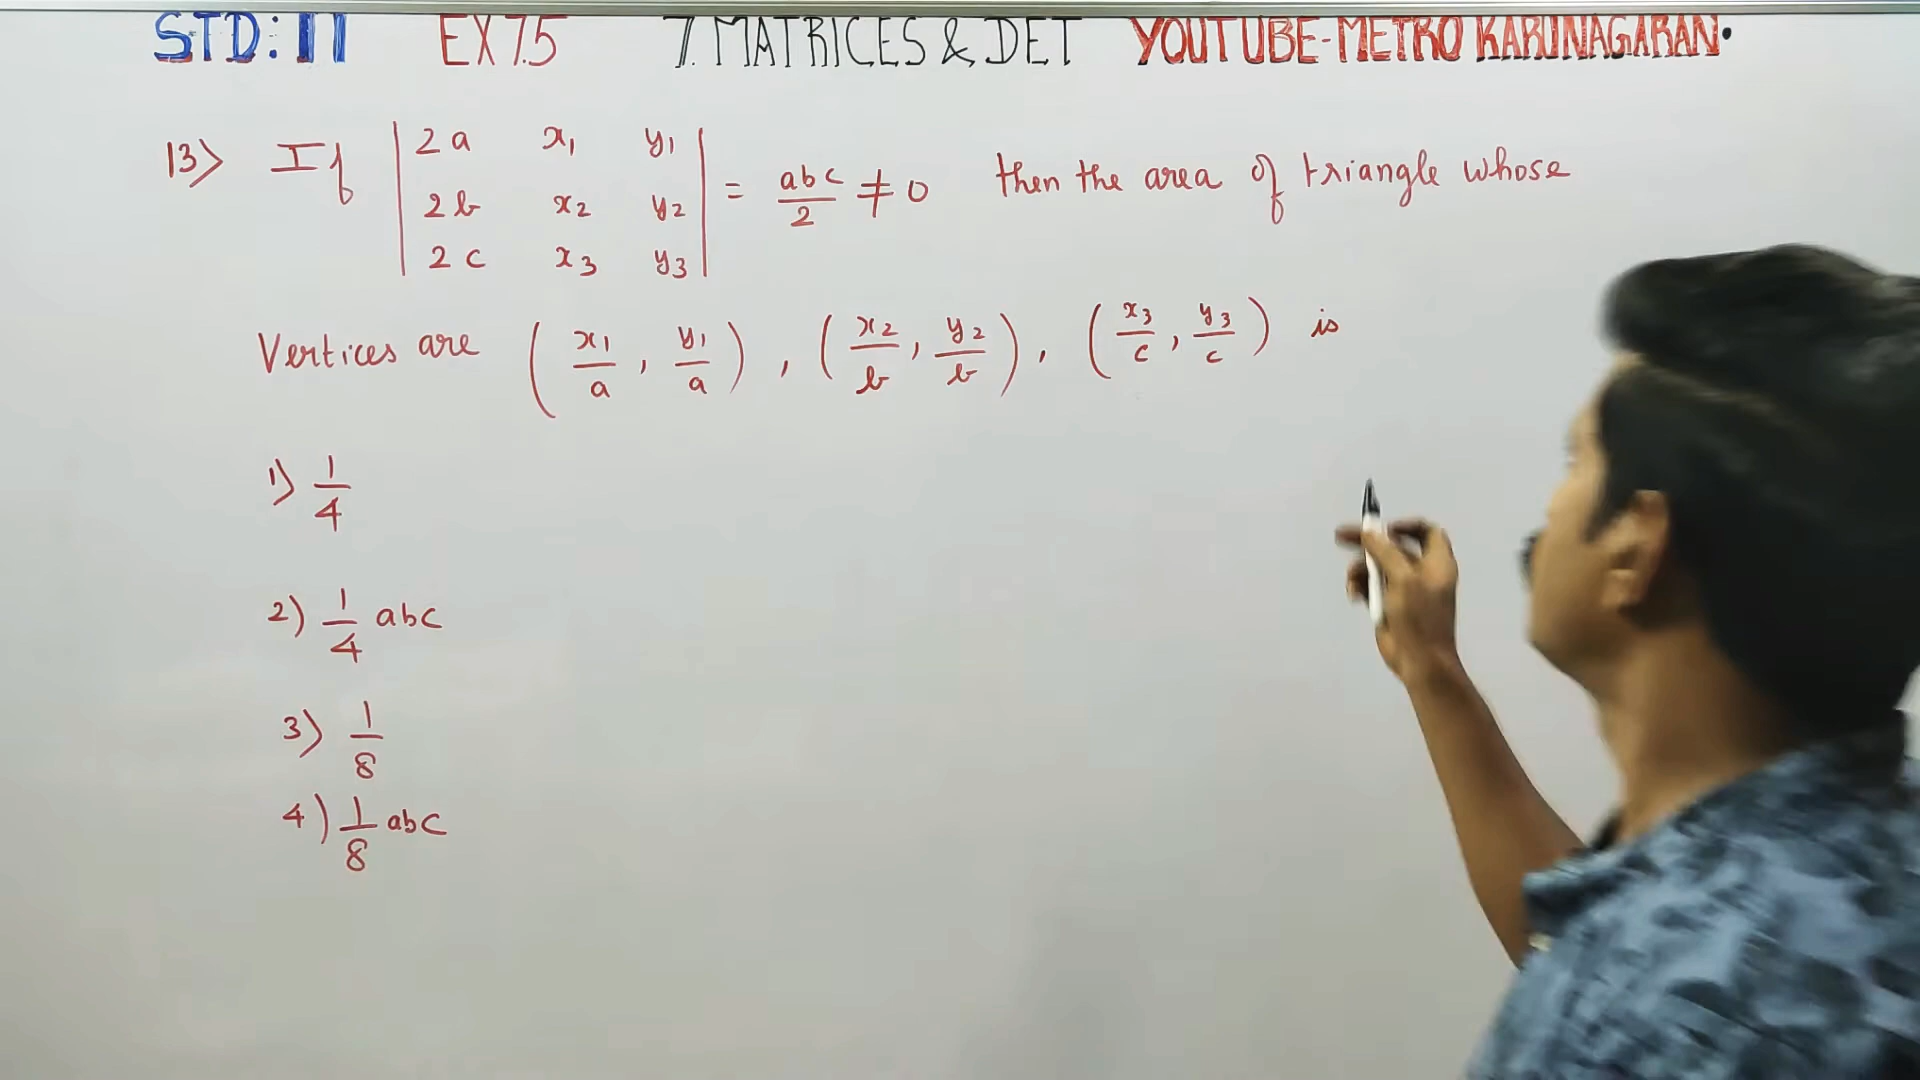 STD: 11 EX 7.5 7. MATRICES & DET YOUTUBE-METRO KARUNAGARAN.
13) If | 2a x₁ y₁ |
| 2b x₂ y₂ | = abc/2 ≠ 0 then the area of triangle whose
| 2c x₃ y₃ |
Vertices are (x₁/a, y₁/a), (x₂/b, y₂/b), (x₃/c, y₃/c) is
1) 1/4
2) 1/4 abc
3) 1/8
4) 1/8 abc